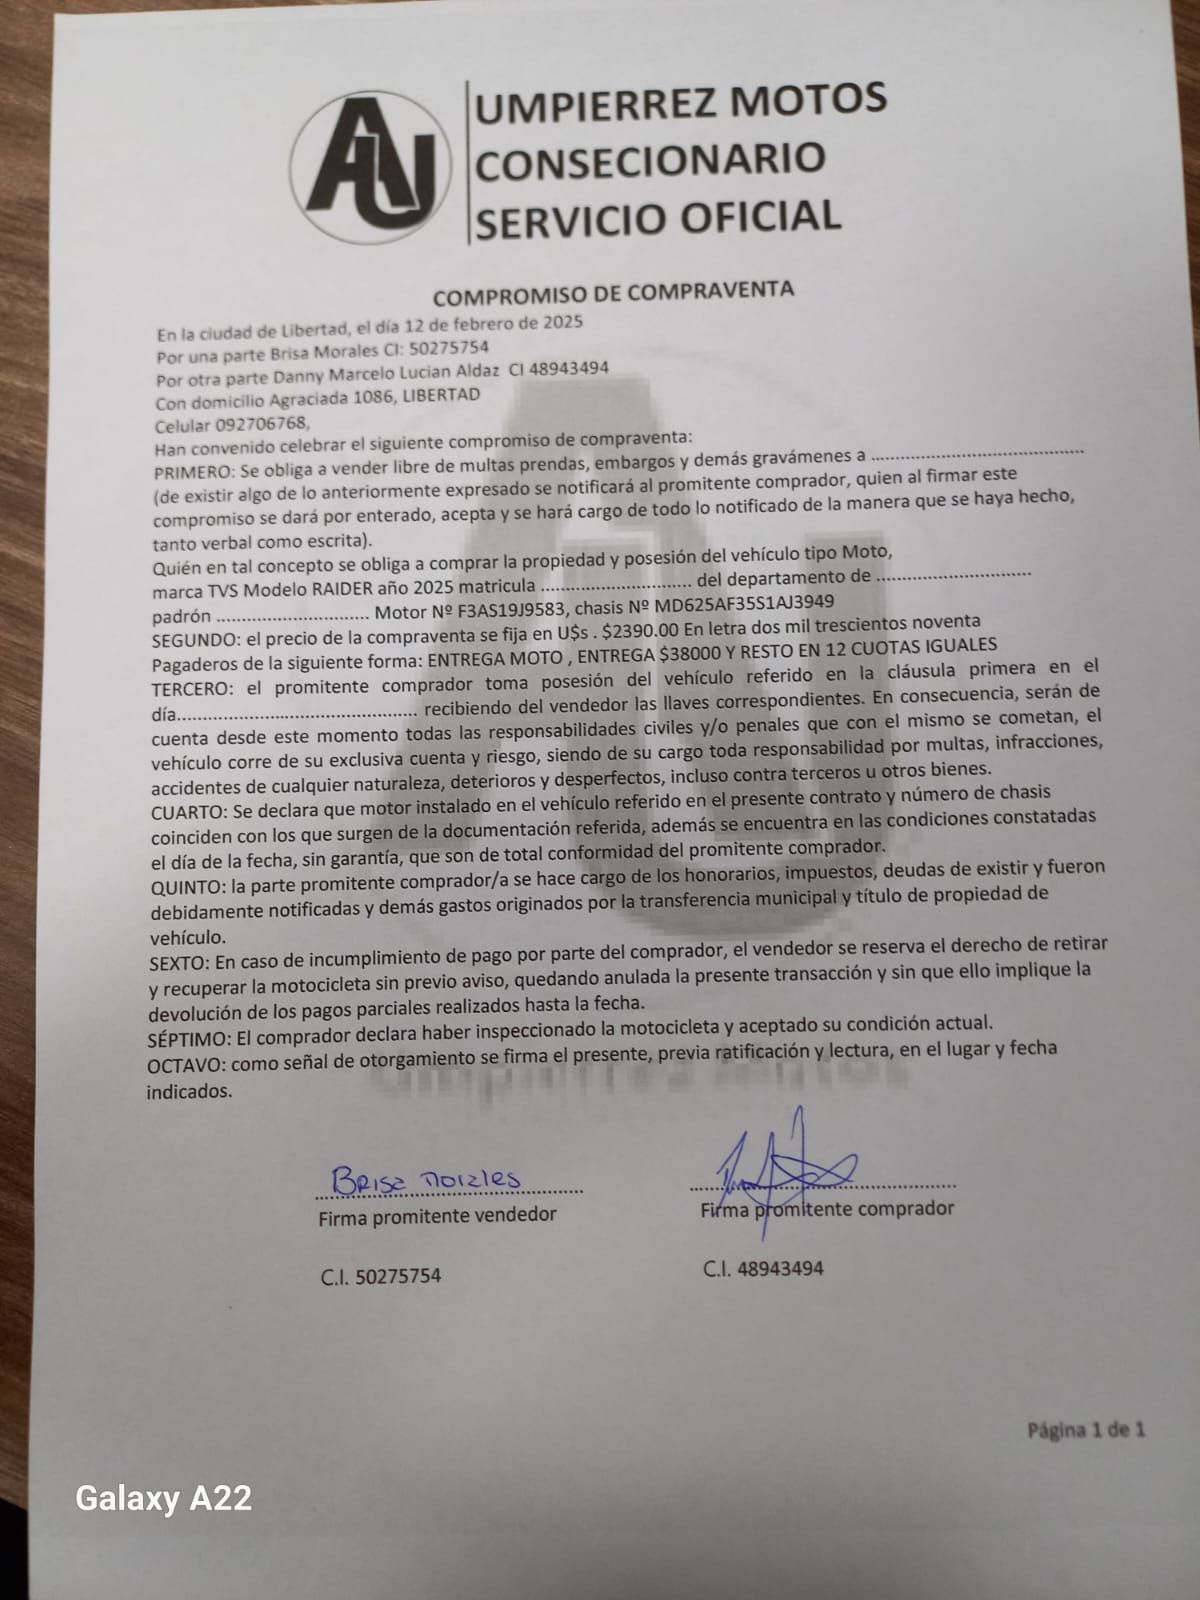 AU
UMPIERREZ MOTOS
CONSECIONARIO
SERVICIO OFICIAL
COMPROMISO DE COMPRAVENTA
En la ciudad de Libertad, el día 12 de febrero de 2025
Por una parte Brisa Morales CI: 50275754
Por otra parte Danny Marcelo Lucian Aldaz CI 48943494
Con domicilio Agraciada 1086, LIBERTAD
Celular 092706768,
Han convenido celebrar el siguiente compromiso de compraventa:
PRIMERO: Se obliga a vender libre de multas prendas, embargos y demás gravámenes a ........................................
(de existir algo de lo anteriormente expresado se notificará al promitente comprador, quien al firmar este
compromiso se dará por enterado, acepta y se hará cargo de todo lo notificado de la manera que se haya hecho,
tanto verbal como escrita).
Quién en tal concepto se obliga a comprar la propiedad y posesión del vehículo tipo Moto,
marca TVS Modelo RAIDER año 2025 matricula ............................. del departamento de .............................
padrón ............................. Motor Nº F3AS19J9583, chasis Nº MD625AF35S1AJ3949
SEGUNDO: el precio de la compraventa se fija en U$s . $2390.00 En letra dos mil trescientos noventa
Pagaderos de la siguiente forma: ENTREGA MOTO , ENTREGA $38000 Y RESTO EN 12 CUOTAS IGUALES
TERCERO: el promitente comprador toma posesión del vehículo referido en la cláusula primera en el
día.............................................. recibiendo del vendedor las llaves correspondientes. En consecuencia, serán de
cuenta desde este momento todas las responsabilidades civiles y/o penales que con el mismo se cometan, el
vehículo corre de su exclusiva cuenta y riesgo, siendo de su cargo toda responsabilidad por multas, infracciones,
accidentes de cualquier naturaleza, deterioros y desperfectos, incluso contra terceros u otros bienes.
CUARTO: Se declara que motor instalado en el vehículo referido en el presente contrato y número de chasis
coinciden con los que surgen de la documentación referida, además se encuentra en las condiciones constatadas
el día de la fecha, sin garantía, que son de total conformidad del promitente comprador.
QUINTO: la parte promitente comprador/a se hace cargo de los honorarios, impuestos, deudas de existir y fueron
debidamente notificadas y demás gastos originados por la transferencia municipal y título de propiedad de
vehículo.
SEXTO: En caso de incumplimiento de pago por parte del comprador, el vendedor se reserva el derecho de retirar
y recuperar la motocicleta sin previo aviso, quedando anulada la presente transacción y sin que ello implique la
devolución de los pagos parciales realizados hasta la fecha.
SÉPTIMO: El comprador declara haber inspeccionado la motocicleta y aceptado su condición actual.
OCTAVO: como señal de otorgamiento se firma el presente, previa ratificación y lectura, en el lugar y fecha
indicados.
Umpierrez Motos
Brisa Morales
Firma promitente vendedor
Firma promitente comprador
C.I. 50275754
C.I. 48943494
Página 1 de 1
Galaxy A22